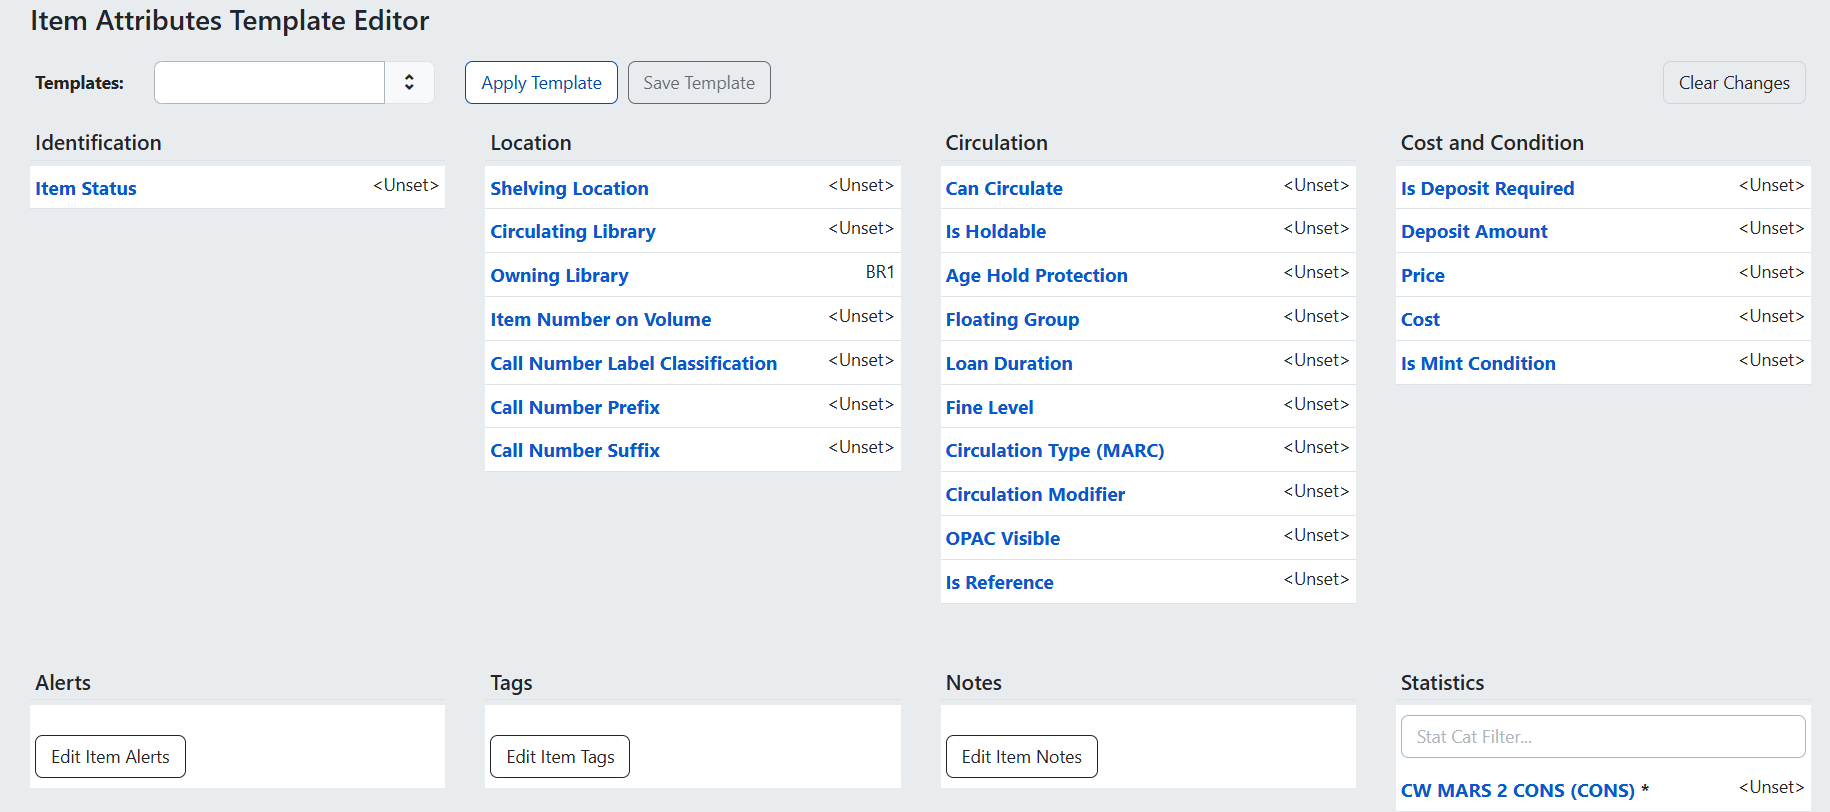 Item Attributes Template Editor
Templates:
Apply Template
Save Template
Clear Changes
Identification
Item Status <Unset>
Location
Shelving Location <Unset>
Circulating Library <Unset>
Owning Library BR1
Item Number on Volume <Unset>
Call Number Label Classification <Unset>
Call Number Prefix <Unset>
Call Number Suffix <Unset>
Circulation
Can Circulate <Unset>
Is Holdable <Unset>
Age Hold Protection <Unset>
Floating Group <Unset>
Loan Duration <Unset>
Fine Level <Unset>
Circulation Type (MARC) <Unset>
Circulation Modifier <Unset>
OPAC Visible <Unset>
Is Reference <Unset>
Cost and Condition
Is Deposit Required <Unset>
Deposit Amount <Unset>
Price <Unset>
Cost <Unset>
Is Mint Condition <Unset>
Alerts
Edit Item Alerts
Tags
Edit Item Tags
Notes
Edit Item Notes
Statistics
Stat Cat Filter...
CW MARS 2 CONS (CONS) * <Unset>